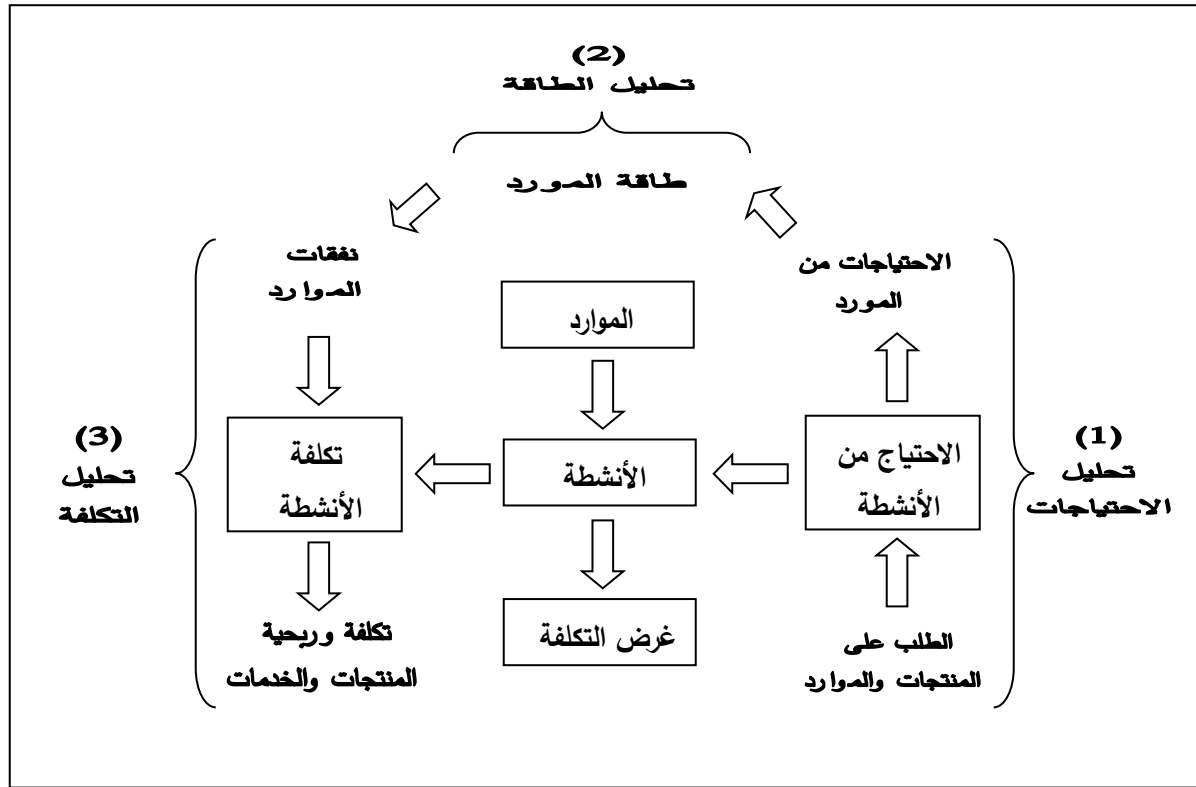 (2)
تحليل الطاقة
طاقة المورد
الاحتياجات من
المورد
نفقات
الموارد
الموارد
(1)
تحليل
الاحتياجات
الاحتياج من
الأنشطة
الأنشطة
تكلفة
الأنشطة
(3)
تحليل
التكلفة
الطلب على
المنتجات والموارد
غرض التكلفة
تكلفة وربحية
المنتجات والخدمات